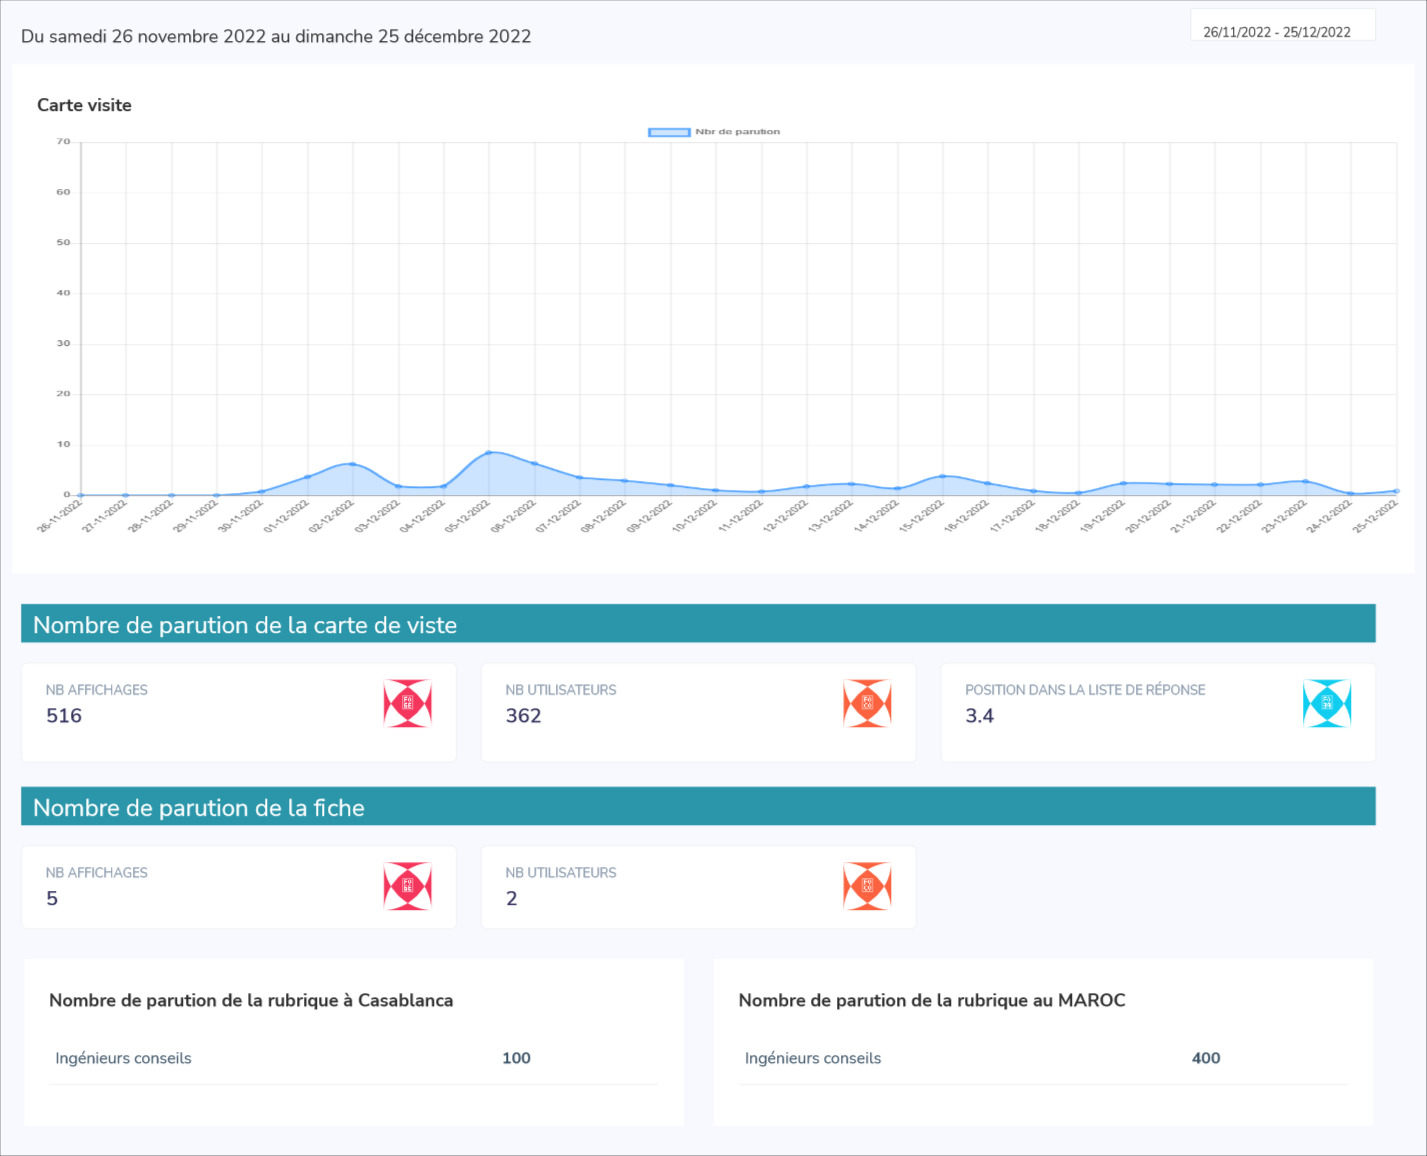 Du samedi 26 novembre 2022 au dimanche 25 décembre 2022
26/11/2022 - 25/12/2022
Carte visite
Nbr de parution
70
60
50
40
30
20
10
0
26-11-2022 27-11-2022 28-11-2022 29-11-2022 30-11-2022 01-12-2022 02-12-2022 03-12-2022 04-12-2022 05-12-2022 06-12-2022 07-12-2022 08-12-2022 09-12-2022 10-12-2022 11-12-2022 12-12-2022 13-12-2022 14-12-2022 15-12-2022 16-12-2022 17-12-2022 18-12-2022 19-12-2022 20-12-2022 21-12-2022 22-12-2022 23-12-2022 24-12-2022 25-12-2022
Nombre de parution de la carte de viste
NB AFFICHAGES
516
NB UTILISATEURS
362
POSITION DANS LA LISTE DE RÉPONSE
3.4
Nombre de parution de la fiche
NB AFFICHAGES
5
NB UTILISATEURS
2
Nombre de parution de la rubrique à Casablanca
Ingénieurs conseils 100
Nombre de parution de la rubrique au MAROC
Ingénieurs conseils 400